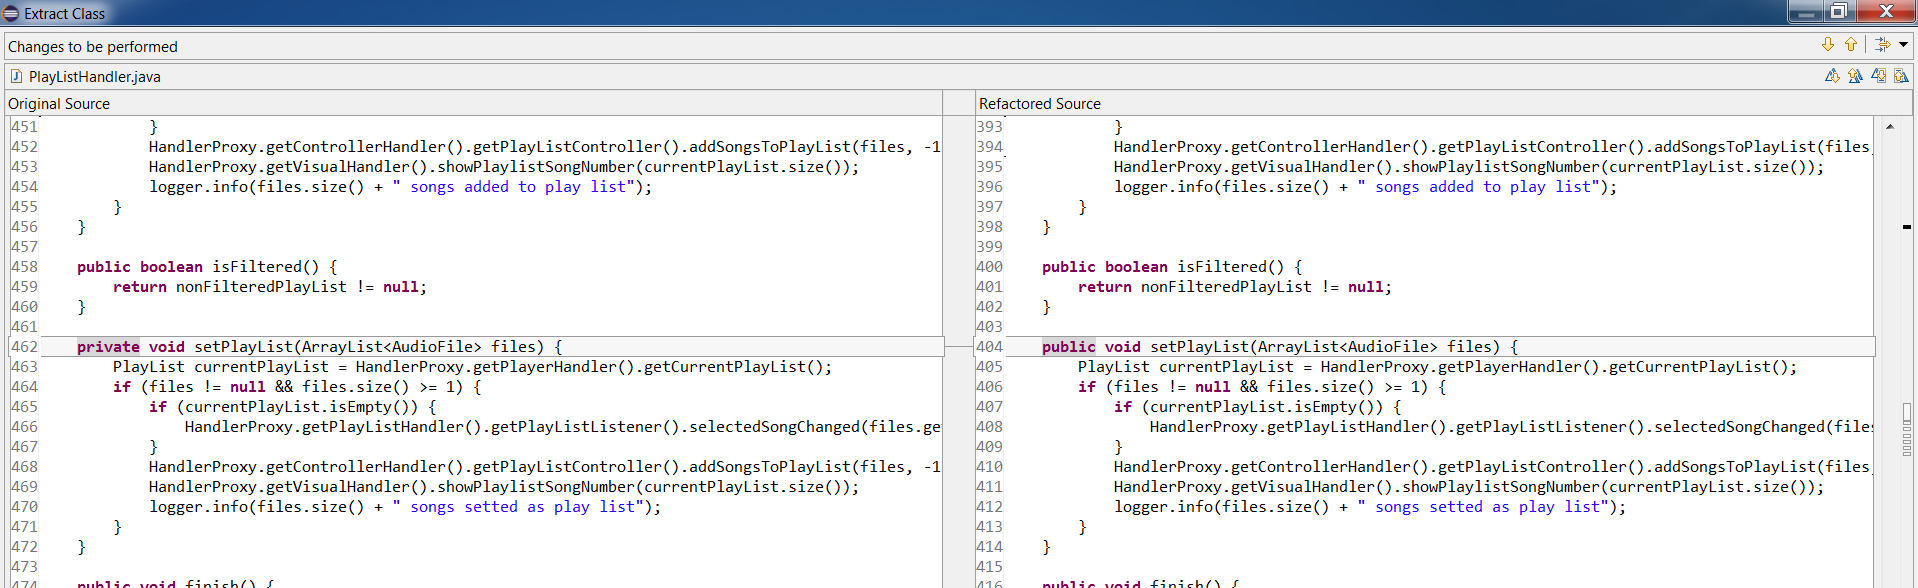 Extract Class
Changes to be performed
PlayListHandler.java
Original Source
451 }
452 HandlerProxy.getControllerHandler().getPlayListController().addSongsToPlayList(files, -1
453 HandlerProxy.getVisualHandler().showPlaylistSongNumber(currentPlayList.size());
454 logger.info(files.size() + " songs added to play list");
455 }
456 }
457
458 public boolean isFiltered() {
459 return nonFilteredPlayList != null;
460 }
461
462 private void setPlayList(ArrayList<AudioFile> files) {
463 PlayList currentPlayList = HandlerProxy.getPlayerHandler().getCurrentPlayList();
464 if (files != null && files.size() >= 1) {
465 if (currentPlayList.isEmpty()) {
466 HandlerProxy.getPlayListHandler().getPlayListListener().selectedSongChanged(files.ge
467 }
468 HandlerProxy.getControllerHandler().getPlayListController().addSongsToPlayList(files, -1
469 HandlerProxy.getVisualHandler().showPlaylistSongNumber(currentPlayList.size());
470 logger.info(files.size() + " songs setted as play list");
471 }
472 }
473
474 public void finish() {
Refactored Source
393 }
394 HandlerProxy.getControllerHandler().getPlayListController().addSongsToPlayList(files
395 HandlerProxy.getVisualHandler().showPlaylistSongNumber(currentPlayList.size());
396 logger.info(files.size() + " songs added to play list");
397 }
398 }
399
400 public boolean isFiltered() {
401 return nonFilteredPlayList != null;
402 }
403
404 public void setPlayList(ArrayList<AudioFile> files) {
405 PlayList currentPlayList = HandlerProxy.getPlayerHandler().getCurrentPlayList();
406 if (files != null && files.size() >= 1) {
407 if (currentPlayList.isEmpty()) {
408 HandlerProxy.getPlayListHandler().getPlayListListener().selectedSongChanged(files
409 }
410 HandlerProxy.getControllerHandler().getPlayListController().addSongsToPlayList(files
411 HandlerProxy.getVisualHandler().showPlaylistSongNumber(currentPlayList.size());
412 logger.info(files.size() + " songs setted as play list");
413 }
414 }
415
416 public void finish() {